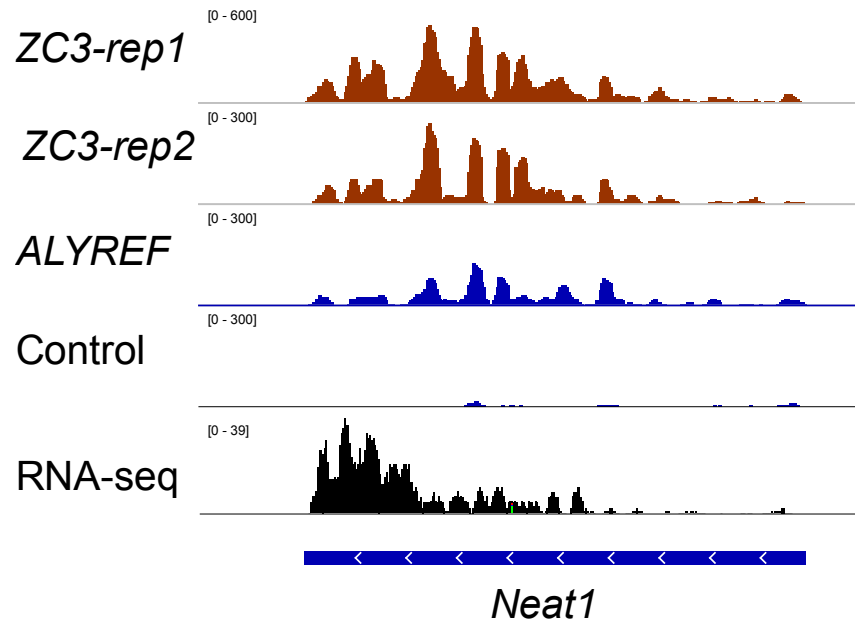 [0 - 600]
ZC3-rep1
[0 - 300]
ZC3-rep2
[0 - 300]
ALYREF
[0 - 300]
Control
[0 - 39]
RNA-seq
Neat1